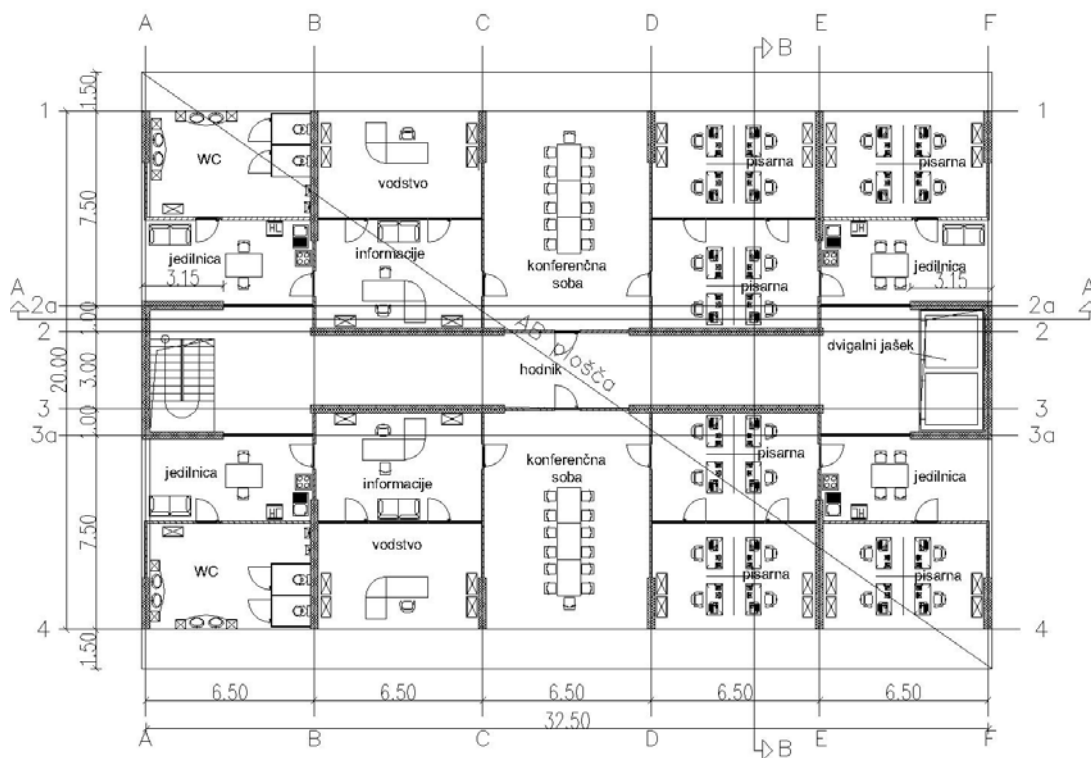 A B C D E F
B
1.50
1 1
WC
vodstvo
pisarna
pisarna
7.50
HL
JH
jedilnica
informacije
konferenčna
soba
pisarna
jedilnica
3.15
3.15
A A
2a 2a
1.00
2 2
AB plošča
dvigalni jašek
20.00
3.00
hodnik
3 3
1.00
3a 3a
jedilnica
informacije
konferenčna
soba
pisarna
jedilnica
7.50
WC
vodstvo
pisarna
pisarna
4 4
1.50
6.50 6.50 6.50 6.50 6.50
32.50
A B C D E F
B